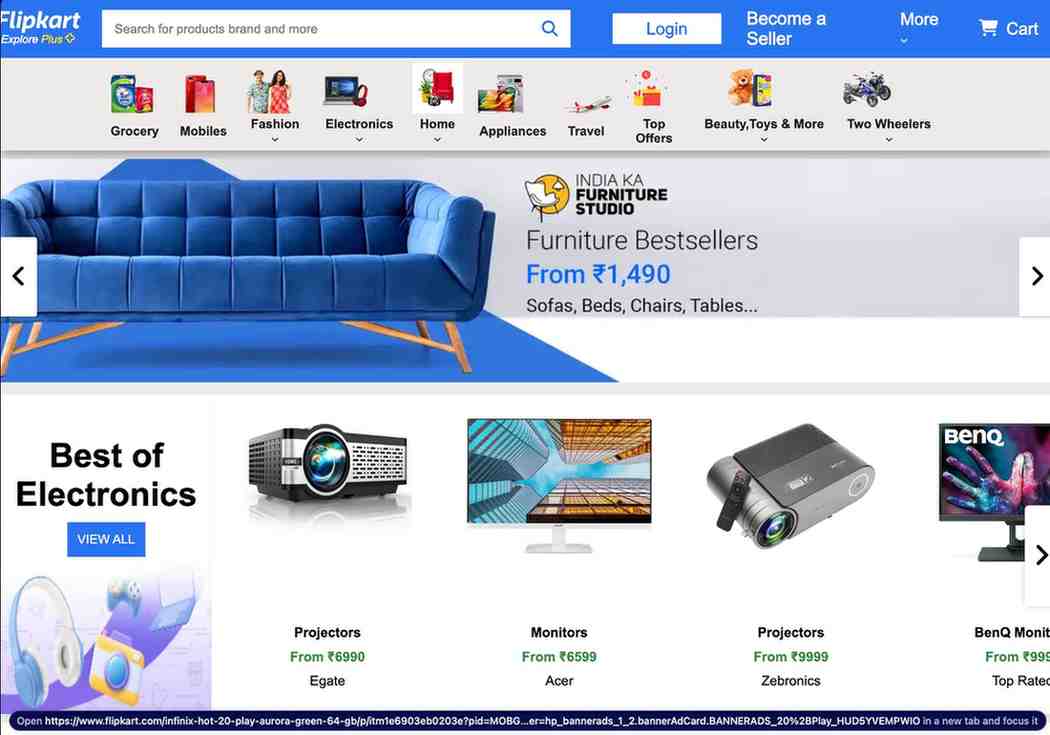 Flipkart
Explore Plus
Search for products brand and more
Login
Become a
Seller
More
Cart
Grocery
Mobiles
Fashion
Electronics
Home
Appliances
Travel
Top
Offers
Beauty,Toys & More
Two Wheelers
INDIA KA
FURNITURE
STUDIO
Furniture Bestsellers
From ₹1,490
Sofas, Beds, Chairs, Tables...
Best of
Electronics
VIEW ALL
BenQ
Projectors
From ₹6990
Egate
Monitors
From ₹6599
Acer
Projectors
From ₹9999
Zebronics
BenQ Monit
From ₹999
Top Rated
Open https://www.flipkart.com/infinix-hot-20-play-aurora-green-64-gb/p/itm1e6903eb0203e?pid=MOBG...er=hp_bannerads_1_2.bannerAdCard.BANNERADS_20%2BPlay_HUD5YVEMPWIO in a new tab and focus it